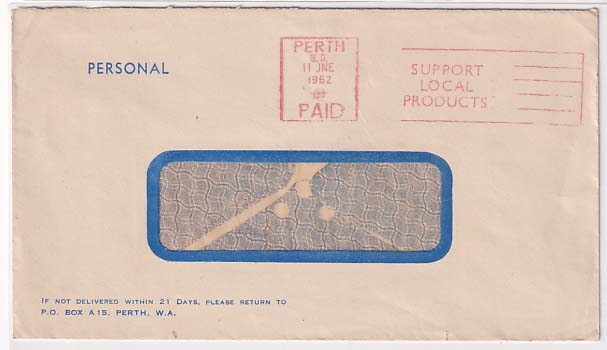 PERSONAL
PERTH
W.A.
11 JNE
1962
PAID
SUPPORT
LOCAL
PRODUCTS
IF NOT DELIVERED WITHIN 21 DAYS, PLEASE RETURN TO
P.O. BOX A15, PERTH, W.A.